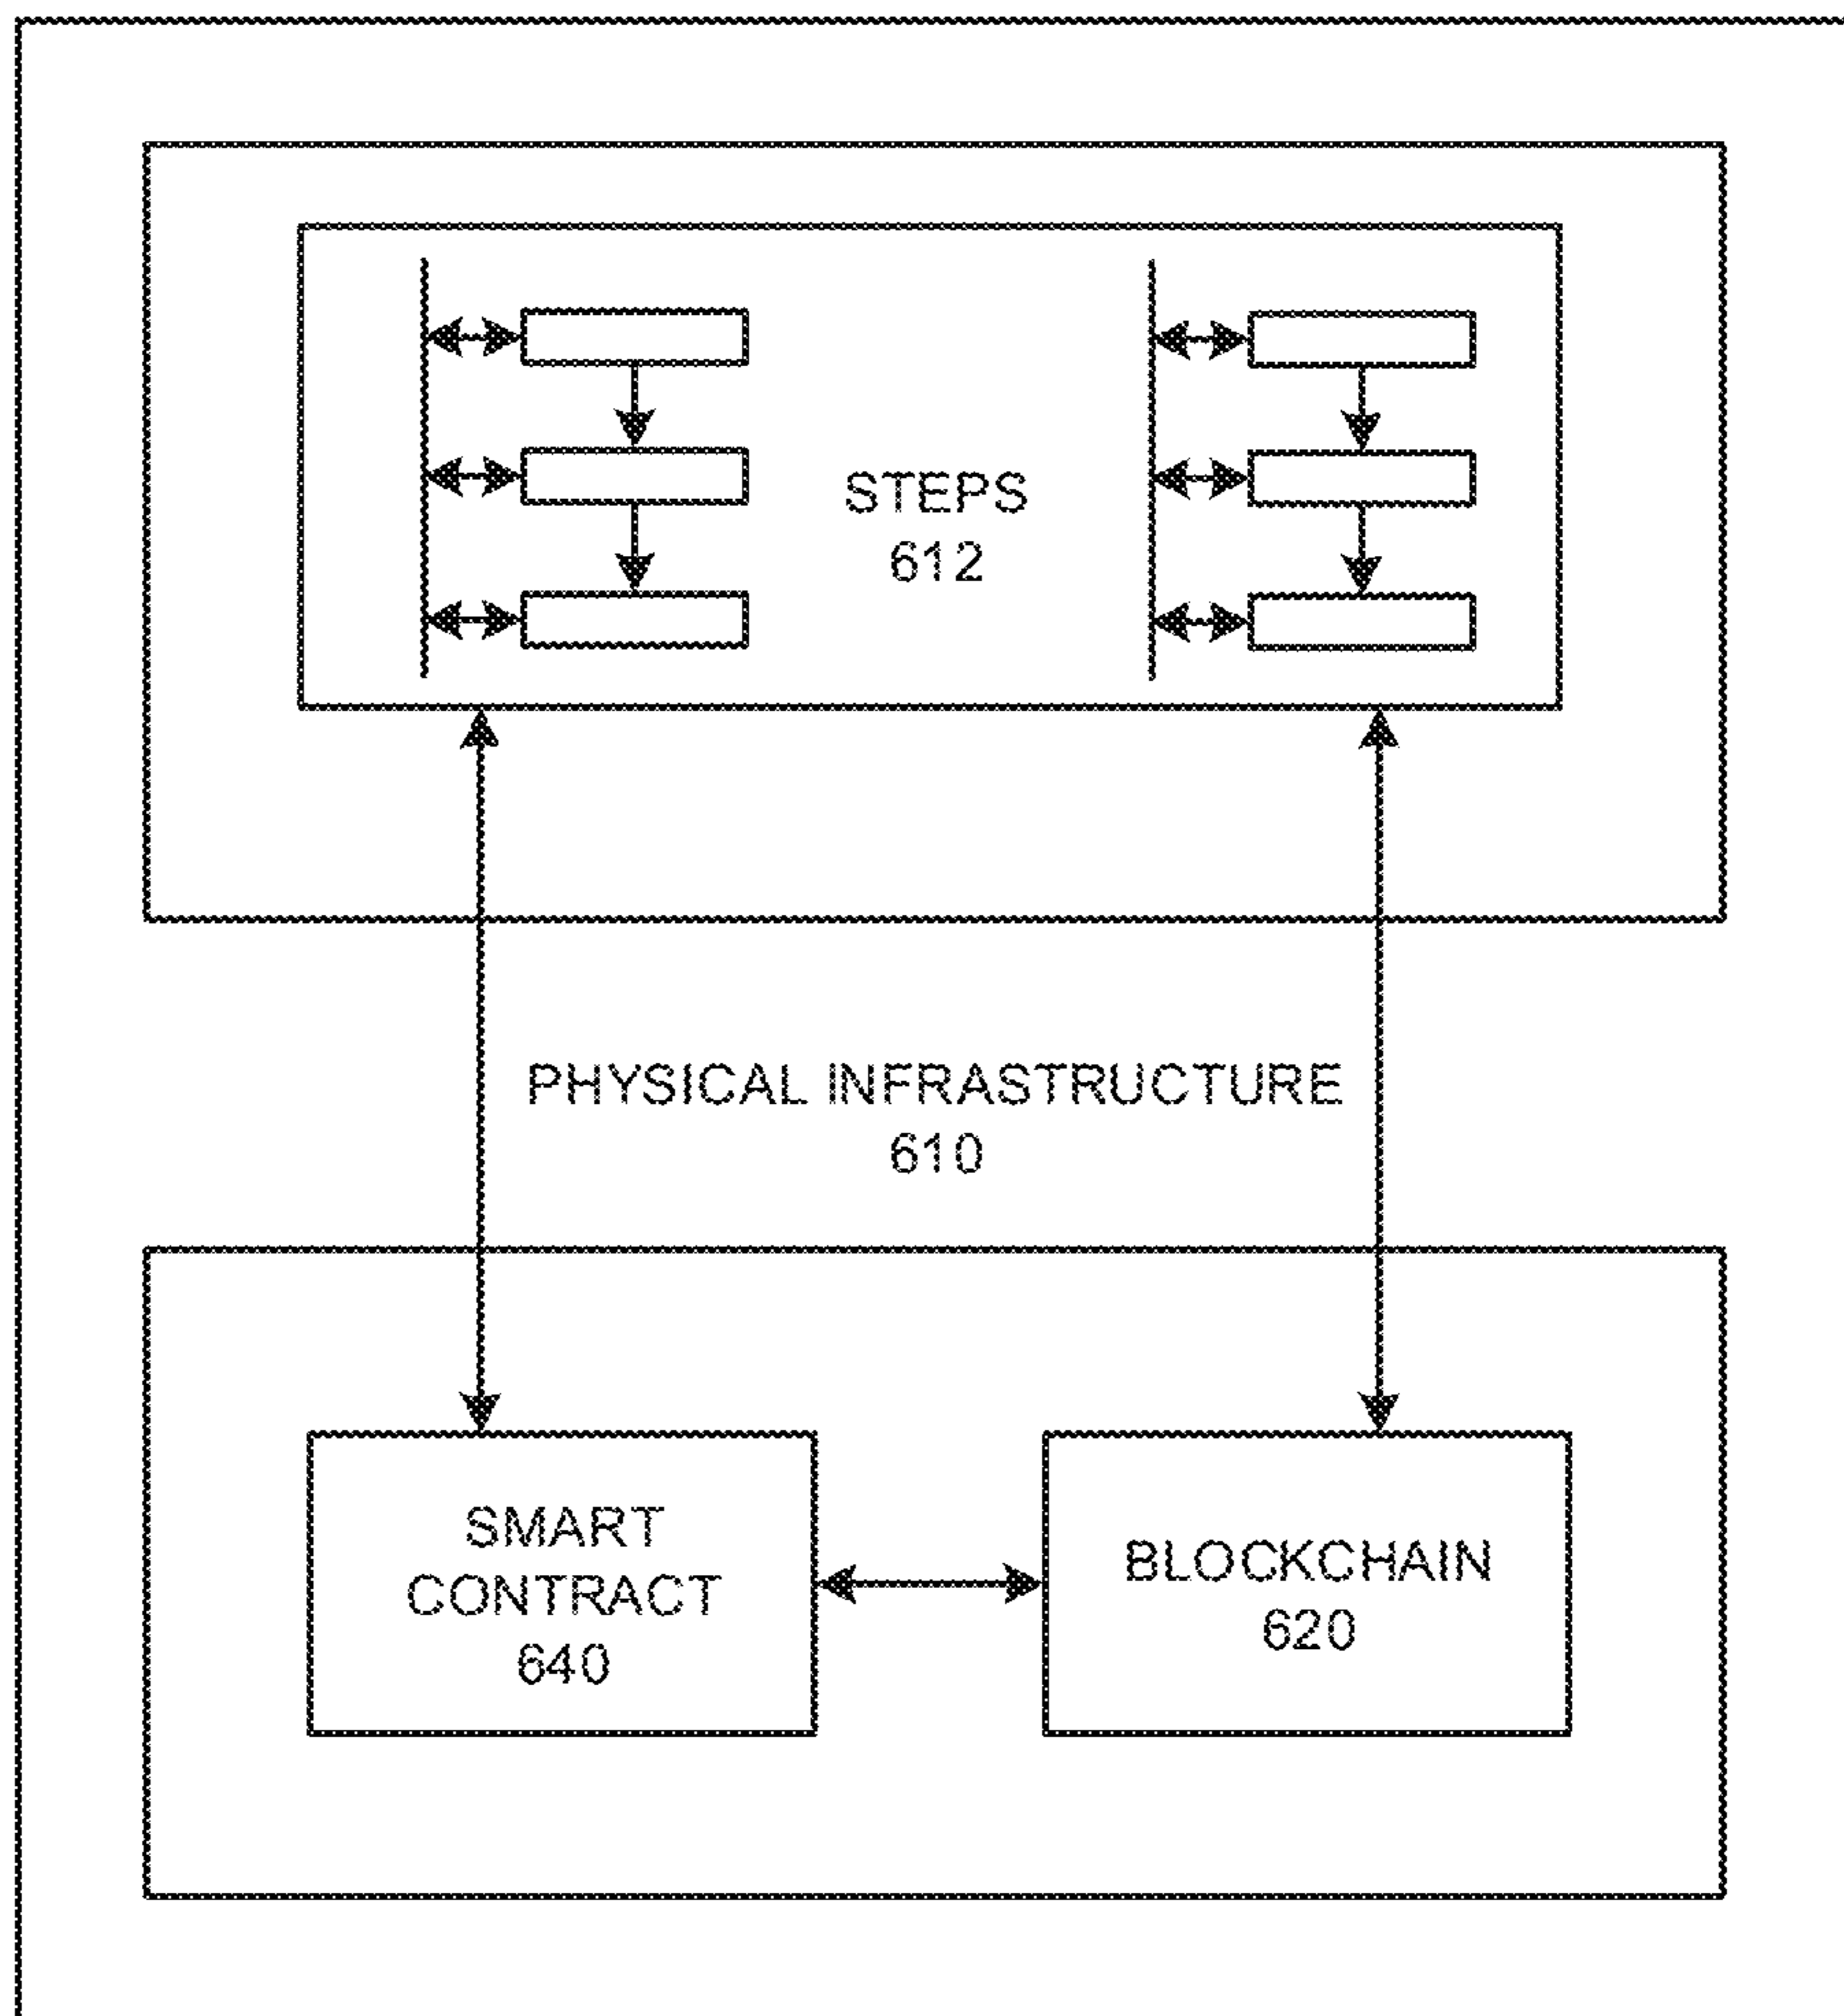 STEPS
612
PHYSICAL INFRASTRUCTURE
610
SMART
CONTRACT
640
BLOCKCHAIN
620